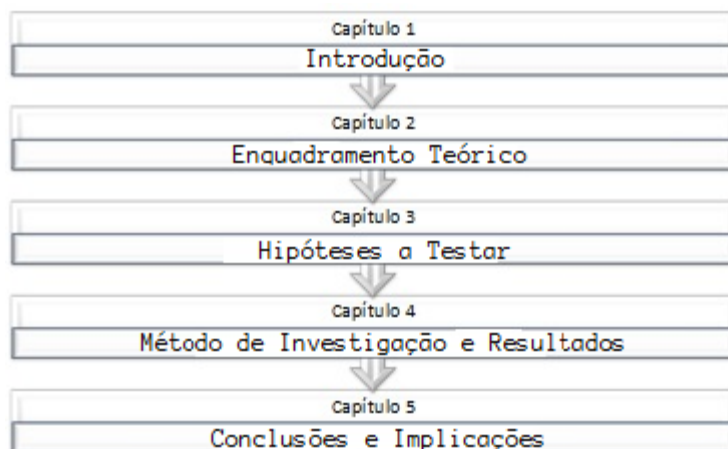 Capítulo 1
Introdução
Capítulo 2
Enquadramento Teórico
Capítulo 3
Hipóteses a Testar
Capítulo 4
Método de Investigação e Resultados
Capítulo 5
Conclusões e Implicações